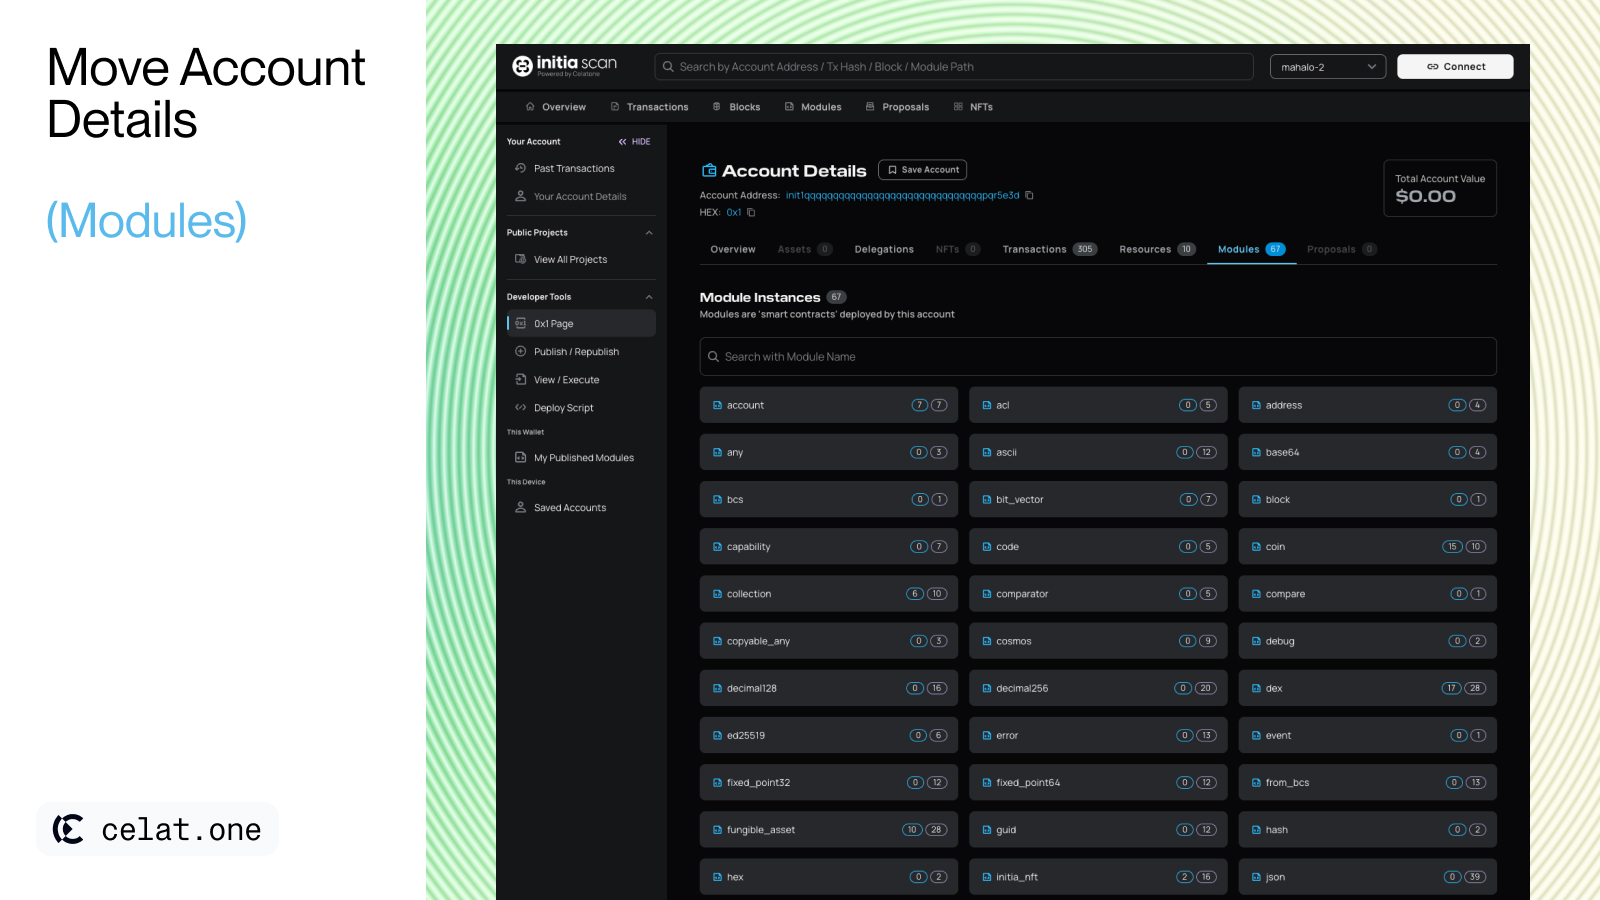 Move Account
Details
(Modules)
celat.one
initia scan
Powered by Celatone
Search by Account Address / Tx Hash / Block / Module Path
mahalo-2
Connect
Overview
Transactions
Blocks
Modules
Proposals
NFTs
Your Account
HIDE
Past Transactions
Your Account Details
Public Projects
View All Projects
Developer Tools
0x1 Page
Publish / Republish
View / Execute
Deploy Script
This Wallet
My Published Modules
This Device
Saved Accounts
Account Details
Save Account
Account Address: init1qqqqqqqqqqqqqqqqqqqqqqqqqqqqqqqpqr5e3d
HEX: 0x1
Total Account Value
$0.00
Overview
Assets 0
Delegations
NFTs 0
Transactions 305
Resources 10
Modules 67
Proposals 0
Module Instances 67
Modules are 'smart contracts' deployed by this account
Search with Module Name
account 7 7
acl 0 5
address 0 4
any 0 3
ascii 0 12
base64 0 4
bcs 0 1
bit_vector 0 7
block 0 1
capability 0 7
code 0 5
coin 15 10
collection 6 10
comparator 0 5
compare 0 1
copyable_any 0 3
cosmos 0 9
debug 0 2
decimal128 0 16
decimal256 0 20
dex 17 28
ed25519 0 6
error 0 13
event 0 1
fixed_point32 0 12
fixed_point64 0 12
from_bcs 0 13
fungible_asset 10 28
guid 0 12
hash 0 2
hex 0 2
initia_nft 2 16
json 0 39